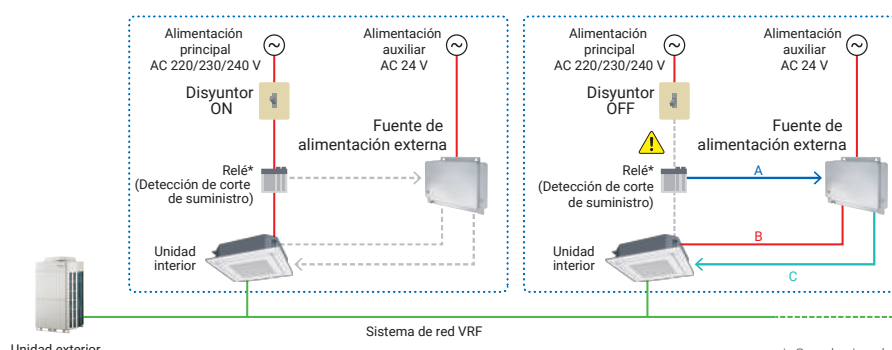 Alimentación
principal
AC 220/230/240 V
Alimentación
auxiliar
AC 24 V
Disyuntor
ON
Fuente de
alimentación externa
Relé*
(Detección de corte
de suministro)
Unidad
interior
Alimentación
principal
AC 220/230/240 V
Alimentación
auxiliar
AC 24 V
Disyuntor
OFF
Fuente de
alimentación externa
Relé*
(Detección de corte
de suministro)
A
B
C
Unidad
interior
Sistema de red VRF
Unidad exterior